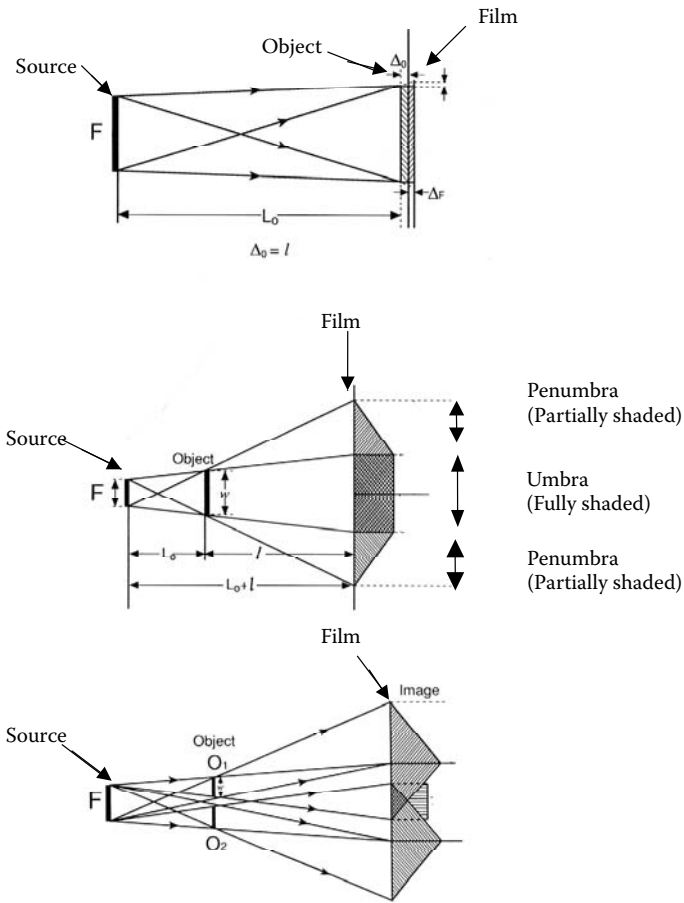 Film
Object
Δ₀
Source
F
Δ_F
L₀
Δ₀ = l
Film
Penumbra
(Partially shaded)
Source
Object
F
w
Umbra
(Fully shaded)
L₀
l
Penumbra
(Partially shaded)
L₀+l
Film
Image
Source
Object
O₁
F
w
O₂